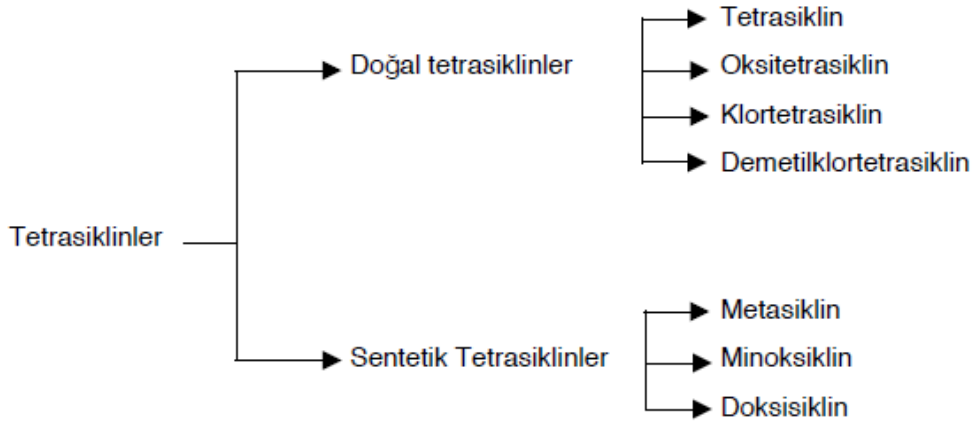 Tetrasiklinler
Doğal tetrasiklinler
Tetrasiklin
Oksitetrasiklin
Klortetrasiklin
Demetilklortetrasiklin
Sentetik Tetrasiklinler
Metasiklin
Minoksiklin
Doksisiklin